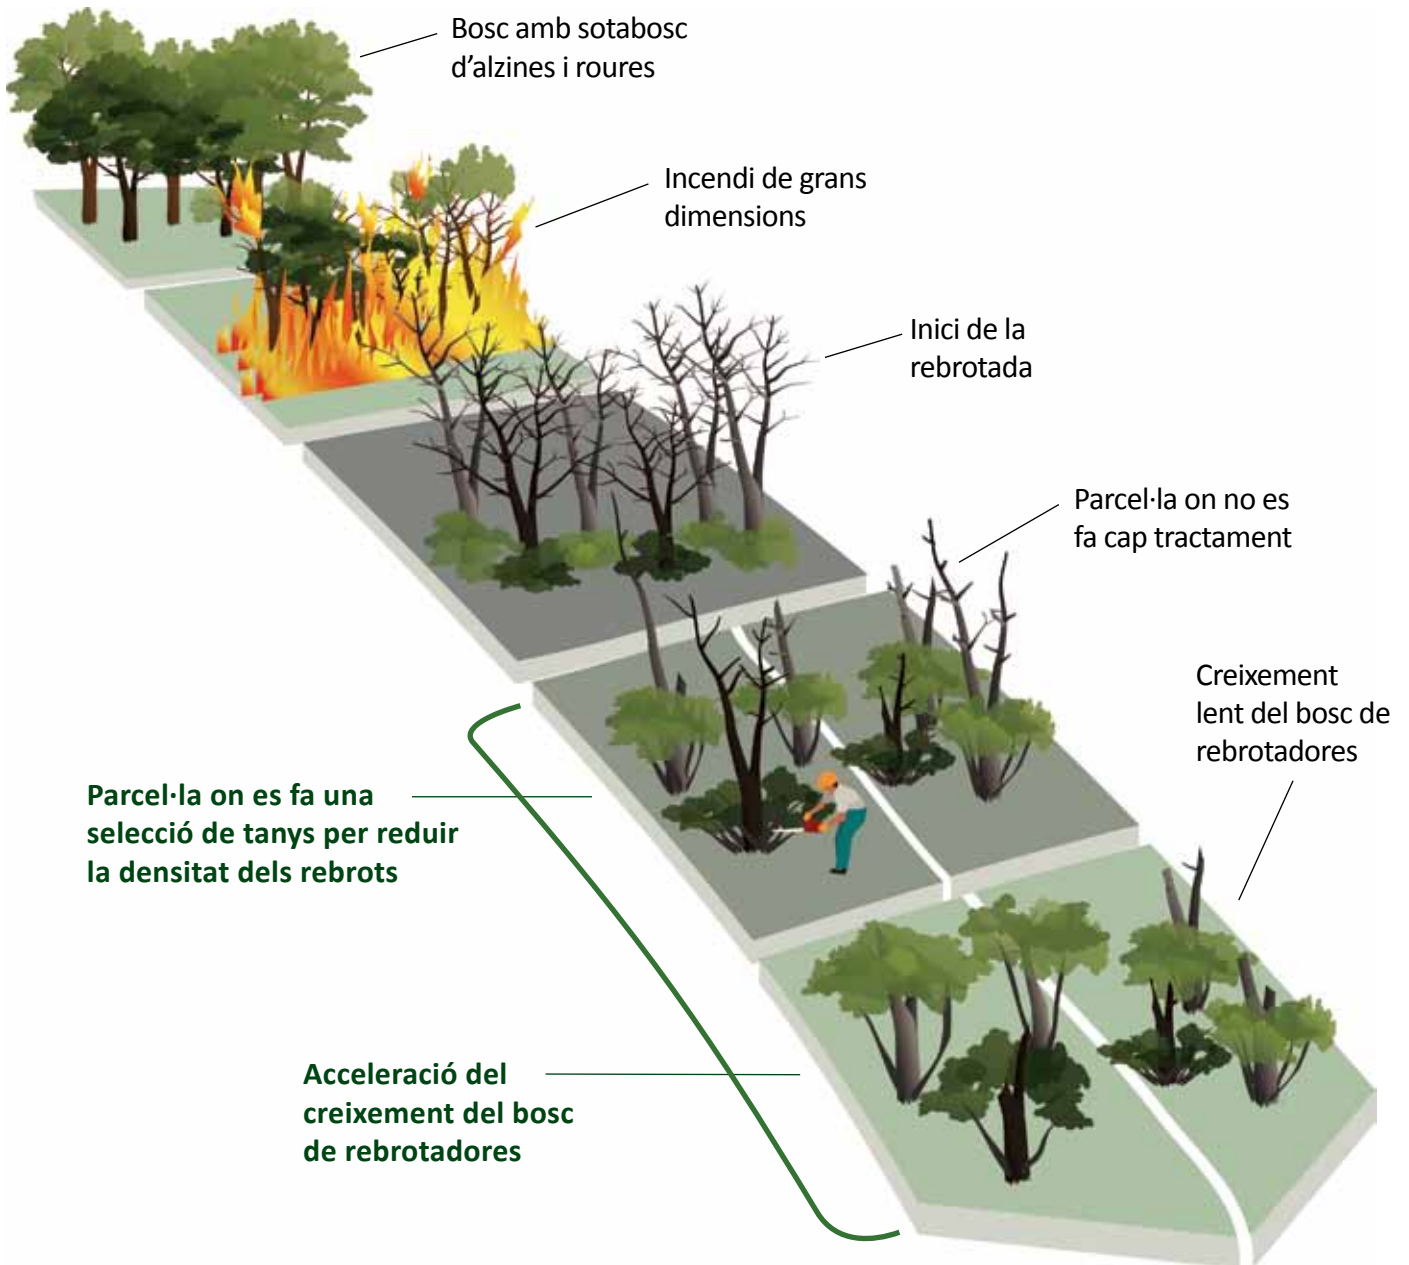 Bosc amb sotabosc
d’alzines i roures
Incendi de grans
dimensions
Inici de la
rebrotada
Parcel·la on no es
fa cap tractament
Creixement
lent del bosc de
rebrotadores
Parcel·la on es fa una
selecció de tanys per reduir
la densitat dels rebrots
Acceleració del
creixement del bosc
de rebrotadores